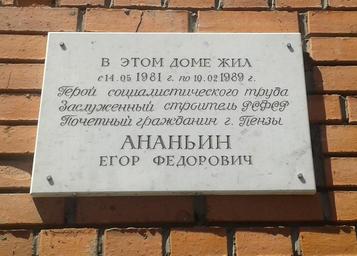 В ЭТОМ ДОМЕ ЖИЛ
с 14.05 1981 г. по 10.02 1989 г.
Герой социалистического труда
Заслуженный строитель РСФСР
Почетный гражданин г. Пензы
АНАНЬИН
ЕГОР ФЕДОРОВИЧ